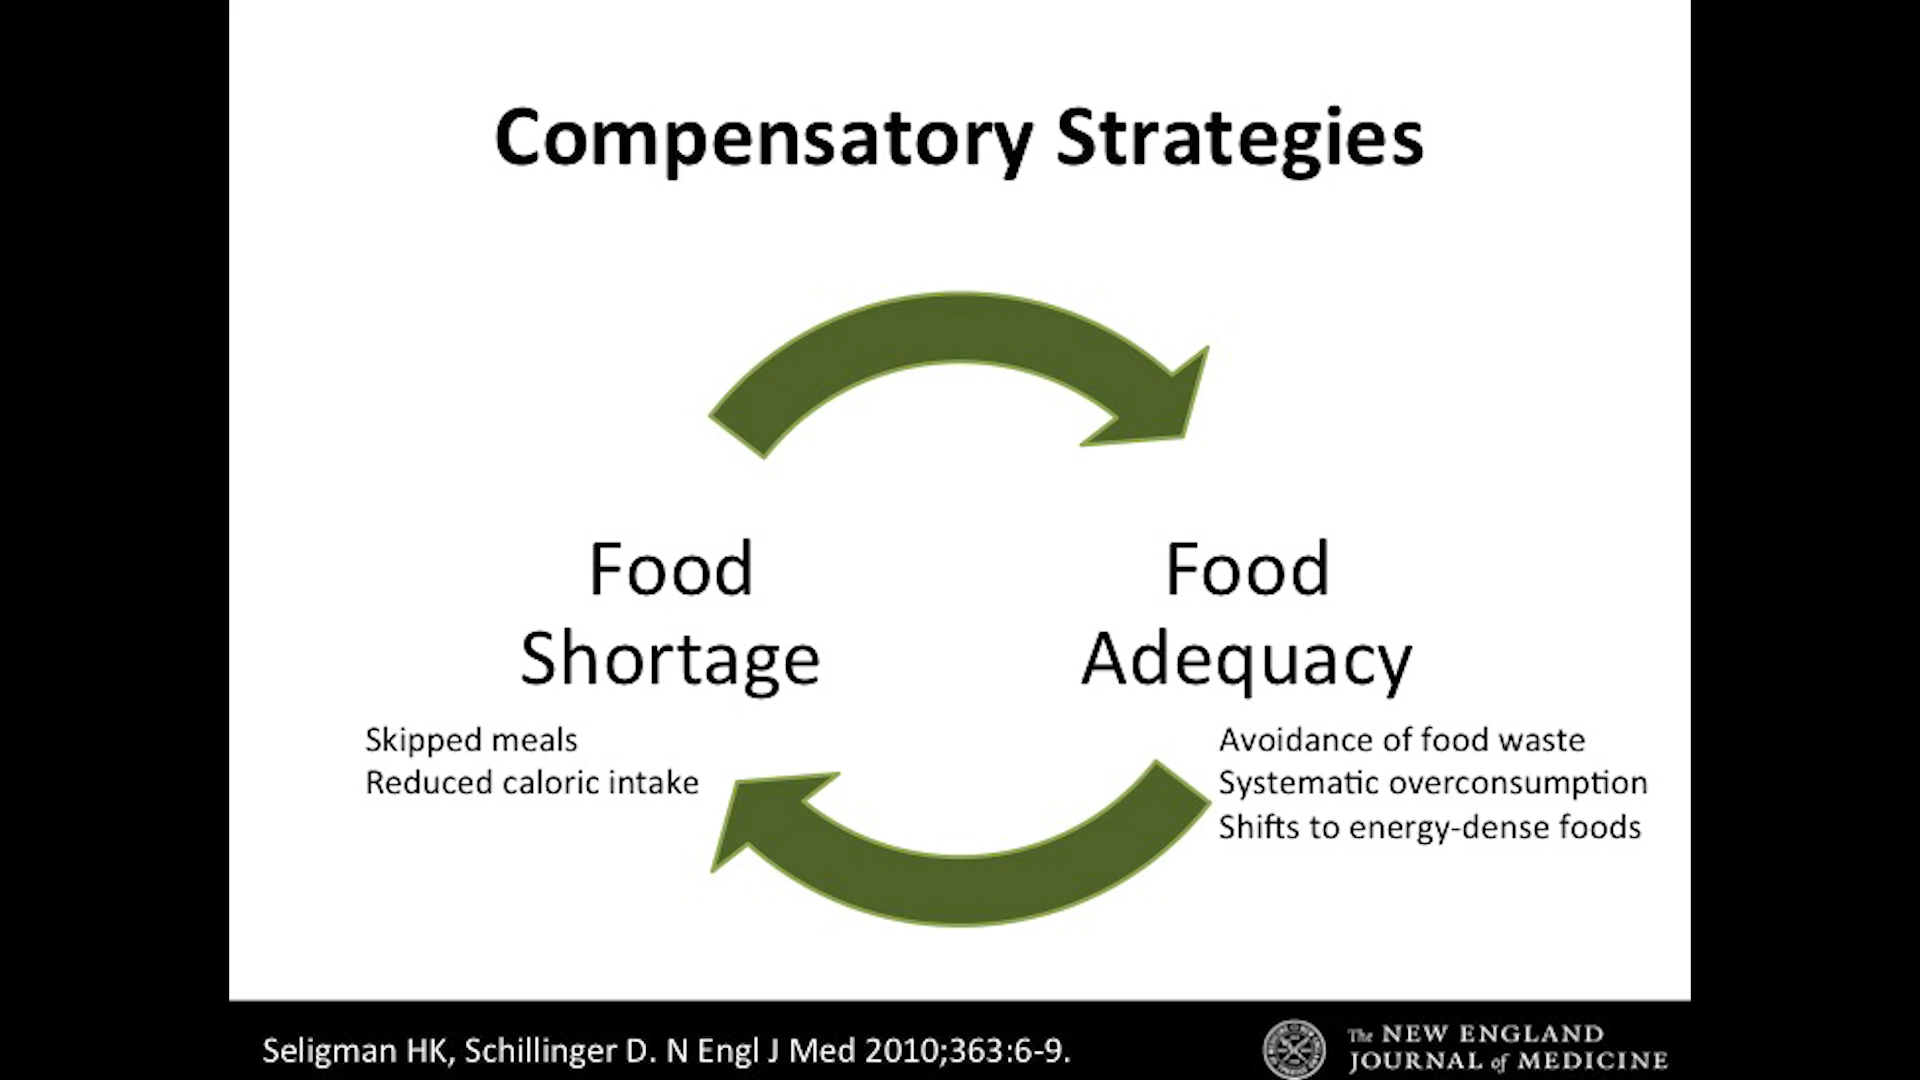 Compensatory Strategies
Food
Shortage
Skipped meals
Reduced caloric intake
Food
Adequacy
Avoidance of food waste
Systematic overconsumption
Shifts to energy-dense foods
Seligman HK, Schillinger D. N Engl J Med 2010;363:6-9.
The NEW ENGLAND
JOURNAL of MEDICINE